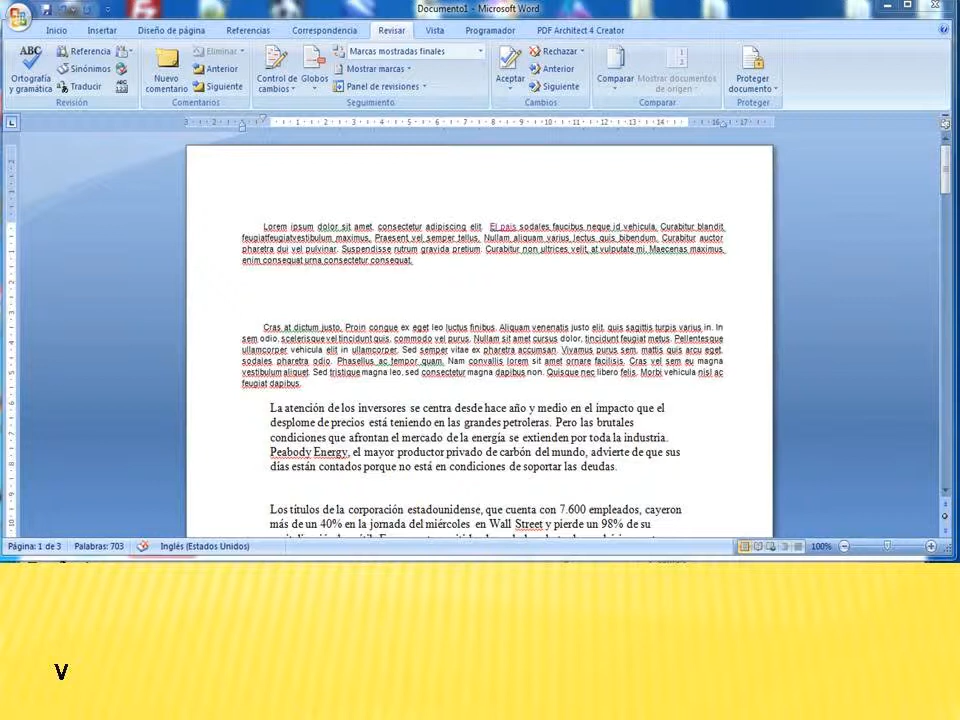 Documento1 - Microsoft Word
Inicio Insertar Diseño de página Referencias Correspondencia Revisar Vista Programador PDF Architect 4 Creator
ABC Ortografía y gramática
Referencia
Sinónimos
Traducir
Revisión
Nuevo comentario
Eliminar
Anterior
Siguiente
Comentarios
Control de cambios Globos
Marcas mostradas finales
Mostrar marcas
Panel de revisiones
Seguimiento
Aceptar
Rechazar
Anterior
Siguiente
Cambios
Comparar Mostrar documentos de origen
Comparar
Proteger documento
Proteger
Lorem ipsum dolor sit amet, consectetur adipiscing elit. El pais sodales faucibus neque id vehicula. Curabitur blandit
feugiatfeugiatvestibulum maximus. Praesent vel semper tellus. Nullam aliquam varius lectus quis bibendum. Curabitur auctor
pharetra dui vel pulvinar. Suspendisse rutrum gravida pretium. Curabitur non ultrices velit, at vulputate mi. Maecenas maximus
enim consequat urna consectetur consequat.
Cras at dictum justo. Proin congue ex eget leo luctus finibus. Aliquam venenatis justo elit, quis sagittis turpis varius in. In
sem odio, scelerisque vel tincidunt quis, commodo vel purus. Nullam sit amet cursus dolor, tincidunt feugiat metus. Pellentesque
ullamcorper vehicula elit in ullamcorper. Sed semper vitae ex pharetra accumsan. Vivamus purus sem, mattis quis arcu eget,
sodales pharetra odio. Phasellus ac tempor quam. Nam convallis lorem sit amet ornare facilisis. Cras vel sem eu magna
vestibulum aliquet. Sed tristique magna leo, sed consectetur magna dapibus non. Quisque nec libero felis. Morbi vehicula nisl ac
feugiat dapibus.
La atención de los inversores se centra desde hace año y medio en el impacto que el
desplome de precios está teniendo en las grandes petroleras. Pero las brutales
condiciones que afrontan el mercado de la energía se extienden por toda la industria.
Peabody Energy, el mayor productor privado de carbón del mundo, advierte de que sus
días están contados porque no está en condiciones de soportar las deudas.
Los títulos de la corporación estadounidense, que cuenta con 7.600 empleados, cayeron
más de un 40% en la jornada del miércoles en Wall Street y pierde un 98% de su
Página: 1 de 3 Palabras: 703 Inglés (Estados Unidos) 100%
V